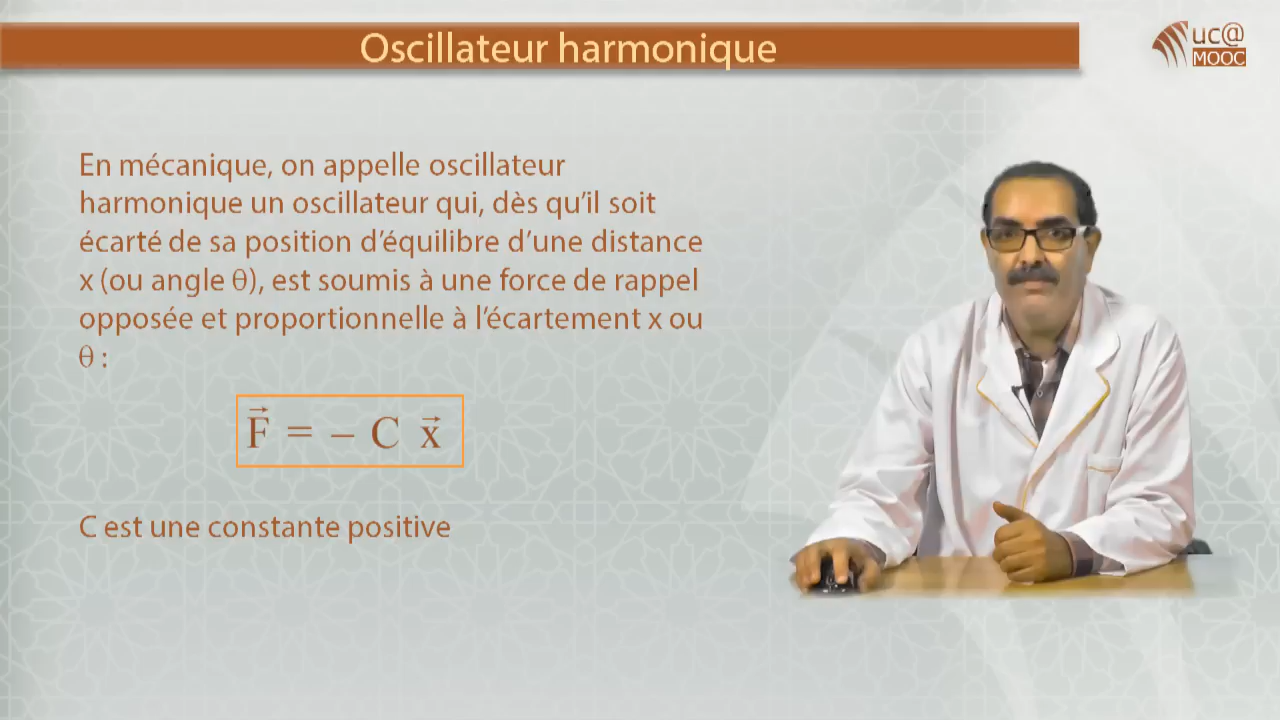 Oscillateur harmonique
uc@
MOOC
En mécanique, on appelle oscillateur
harmonique un oscillateur qui, dès qu'il soit
écarté de sa position d'équilibre d'une distance
x (ou angle θ), est soumis à une force de rappel
opposée et proportionnelle à l'écartement x ou
θ :
F⃗ = – C x⃗
C est une constante positive